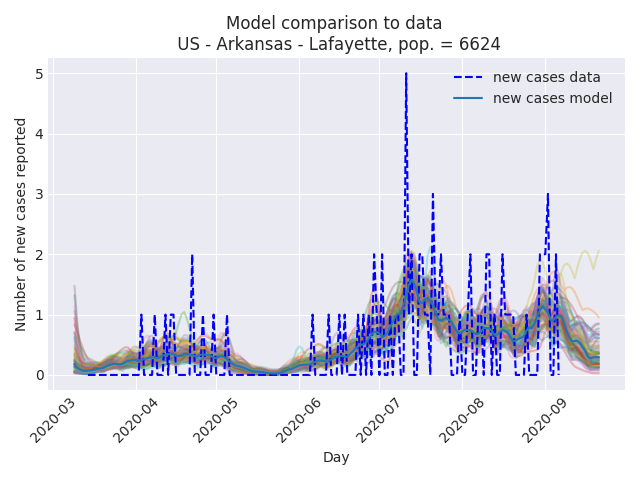 Model comparison to data
US - Arkansas - Lafayette, pop. = 6624
new cases data
new cases model
Number of new cases reported
5
4
3
2
1
0
2020-03
2020-04
2020-05
2020-06
2020-07
2020-08
2020-09
Day